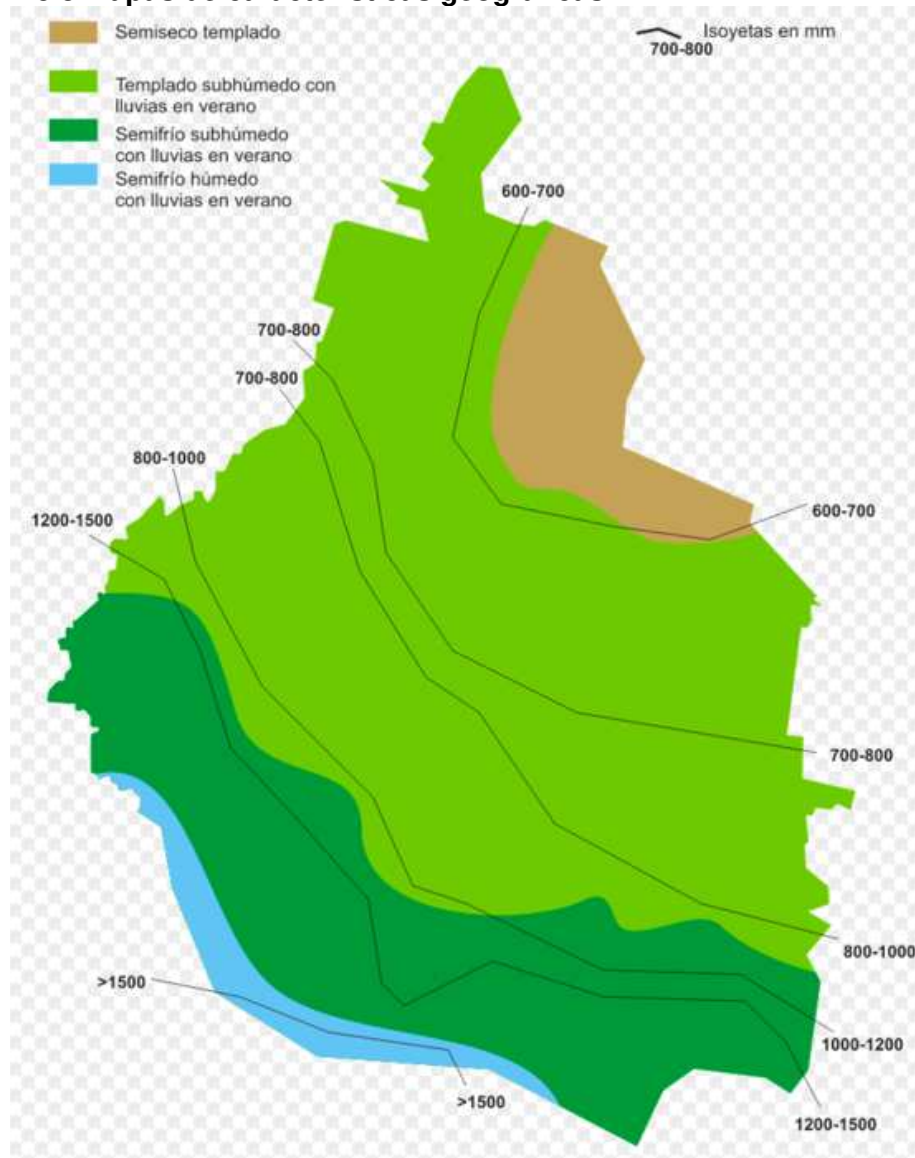 Semiseco templado
Isoyetas en mm
700-800
Templado subhúmedo con
lluvias en verano
Semifrío subhúmedo
con lluvias en verano
Semifrío húmedo
con lluvias en verano
600-700
700-800
700-800
800-1000
1200-1500
600-700
700-800
800-1000
>1500
1000-1200
>1500
1200-1500